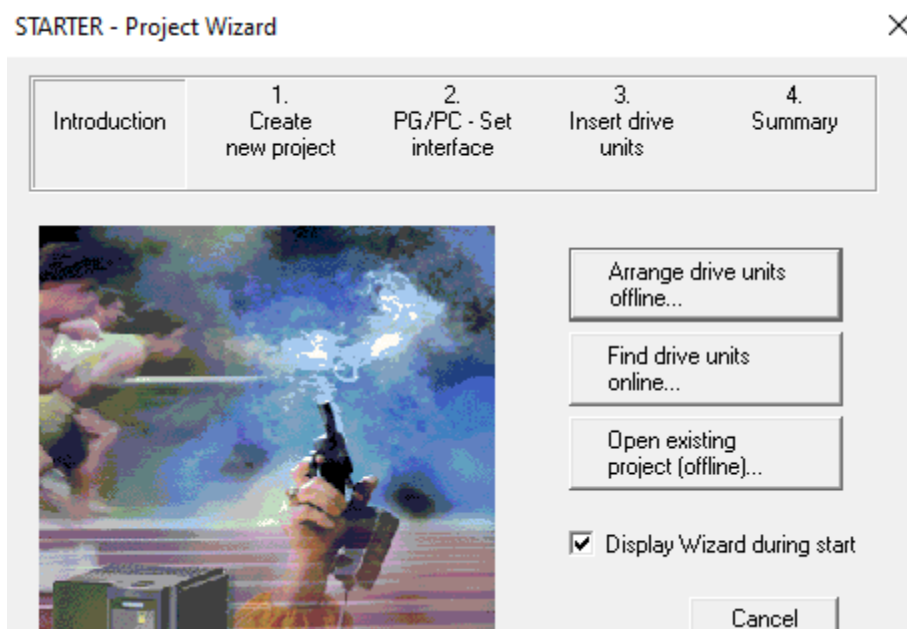 STARTER - Project Wizard
Introduction
1.
Create
new project
2.
PG/PC - Set
interface
3.
Insert drive
units
4.
Summary
Arrange drive units
offline...
Find drive units
online...
Open existing
project (offline)...
Display Wizard during start
Cancel